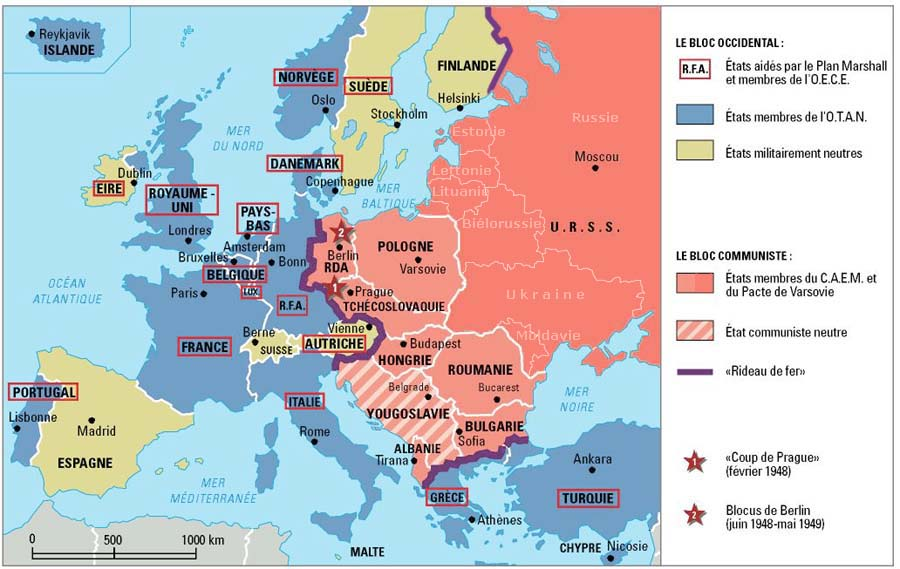 Reykjavik
ISLANDE
NORVÈGE
Oslo
SUÈDE
Stockholm
FINLANDE
Helsinki
MER
DU NORD
Estonie
Lettonie
Lituanie
Biélorussie
Russie
Moscou
U.R.S.S.
Ukraine
Moldavie
DANEMARK
Copenhague
MER
BALTIQUE
Dublin
EIRE
ROYAUME-
UNI
Londres
PAYS-
BAS
Amsterdam
Bruxelles
BELGIQUE
LUX.
Bonn
R.F.A.
2
Berlin
RDA
1
Prague
TCHÉCOSLOVAQUIE
POLOGNE
Varsovie
OCÉAN
ATLANTIQUE
Paris
FRANCE
Berne
SUISSE
Vienne
AUTRICHE
Budapest
HONGRIE
ROUMANIE
Bucarest
Belgrade
YOUGOSLAVIE
BULGARIE
Sofia
ALBANIE
Tirana
MER
NOIRE
PORTUGAL
Lisbonne
Madrid
ESPAGNE
ITALIE
Rome
MER
MÉDITERRANÉE
GRÈCE
Athènes
Ankara
TURQUIE
MALTE
CHYPRE
Nicosie
0 500 1000 km
LE BLOC OCCIDENTAL :
R.F.A.
États aidés par le Plan Marshall
et membres de l'O.E.C.E.
États membres de l'O.T.A.N.
États militairement neutres
LE BLOC COMMUNISTE :
États membres du C.A.E.M. et
du Pacte de Varsovie
État communiste neutre
«Rideau de fer»
1
«Coup de Prague»
(février 1948)
2
Blocus de Berlin
(juin 1948-mai 1949)